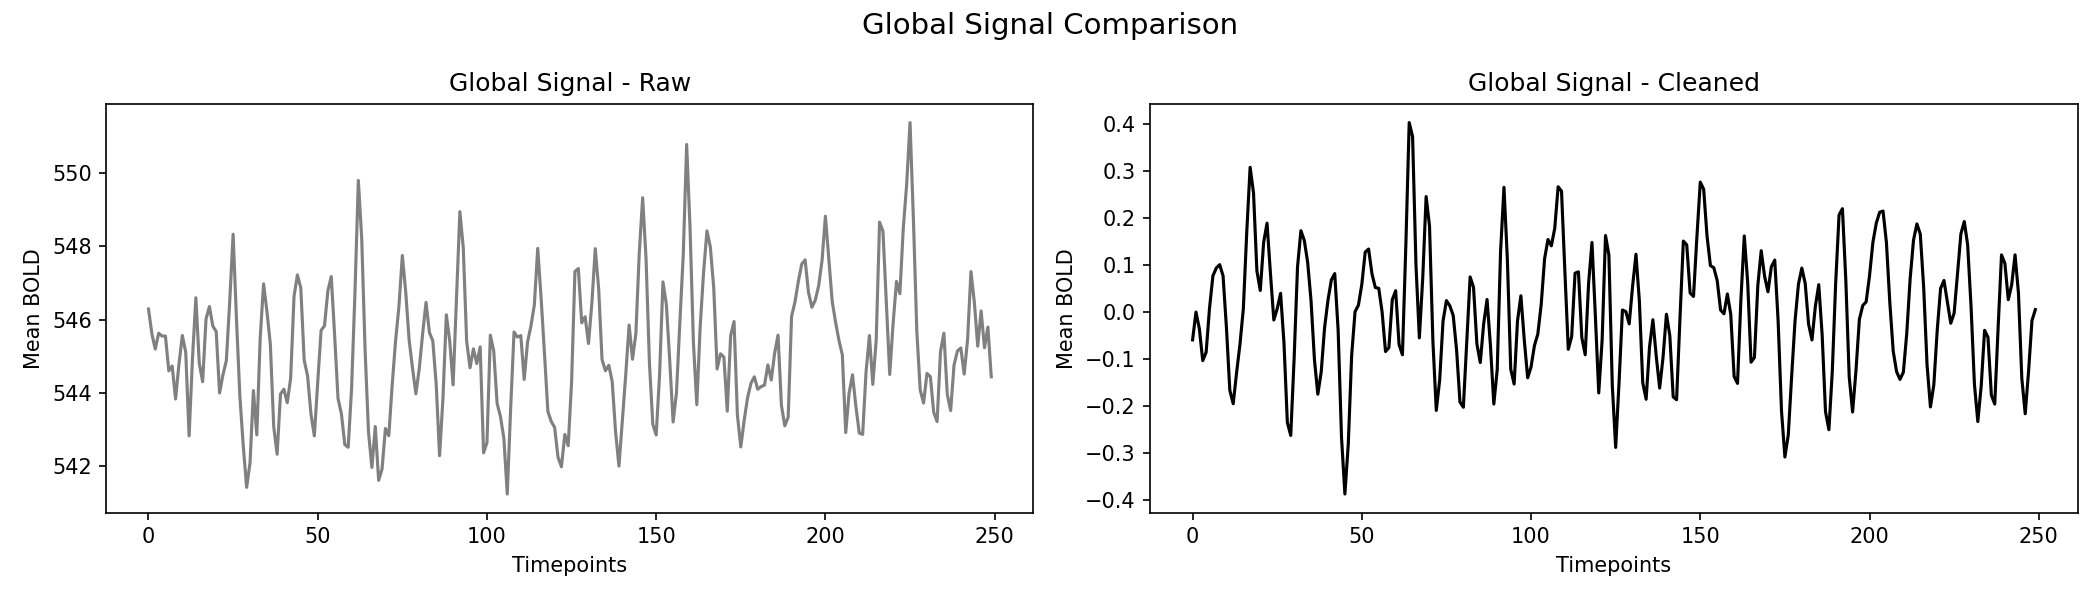 Global Signal Comparison
Global Signal - Raw
Mean BOLD
550
548
546
544
542
0 50 100 150 200 250
Timepoints
Global Signal - Cleaned
Mean BOLD
0.4
0.3
0.2
0.1
0.0
−0.1
−0.2
−0.3
−0.4
0 50 100 150 200 250
Timepoints